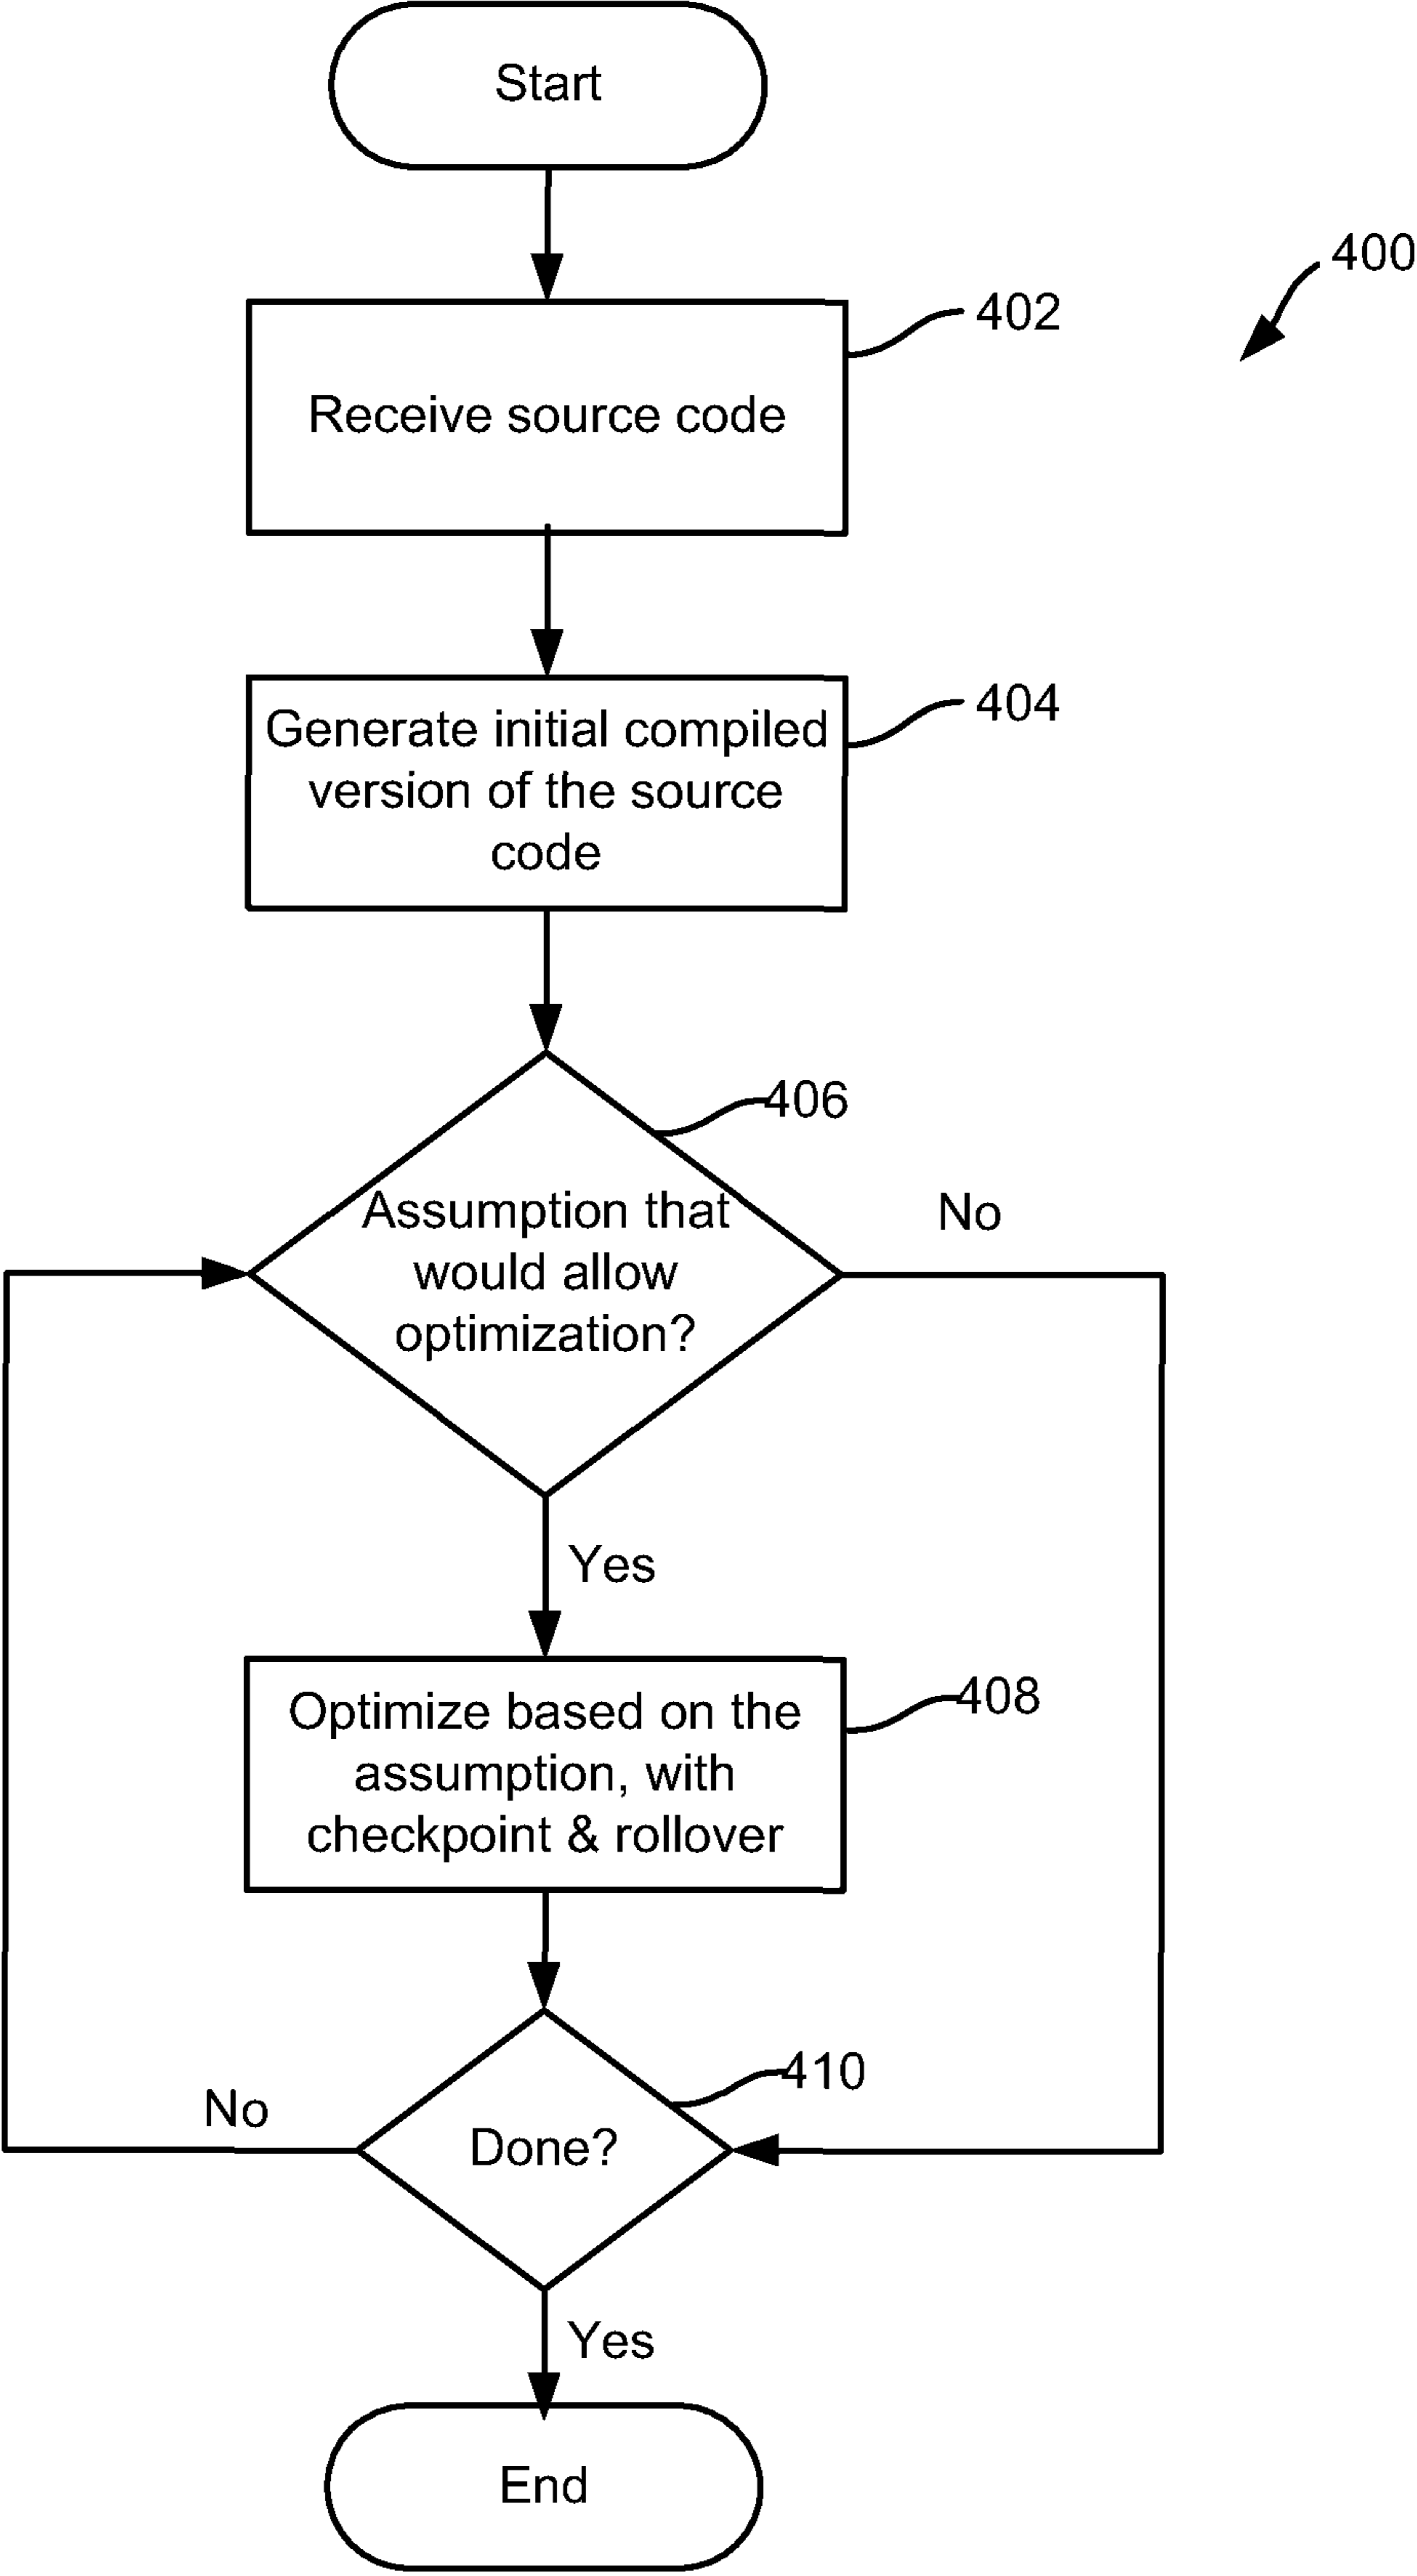 Start
400
402
Receive source code
404
Generate initial compiled
version of the source
code
406
Assumption that
would allow
optimization?
No
Yes
408
Optimize based on the
assumption, with
checkpoint & rollover
410
No
Done?
Yes
End